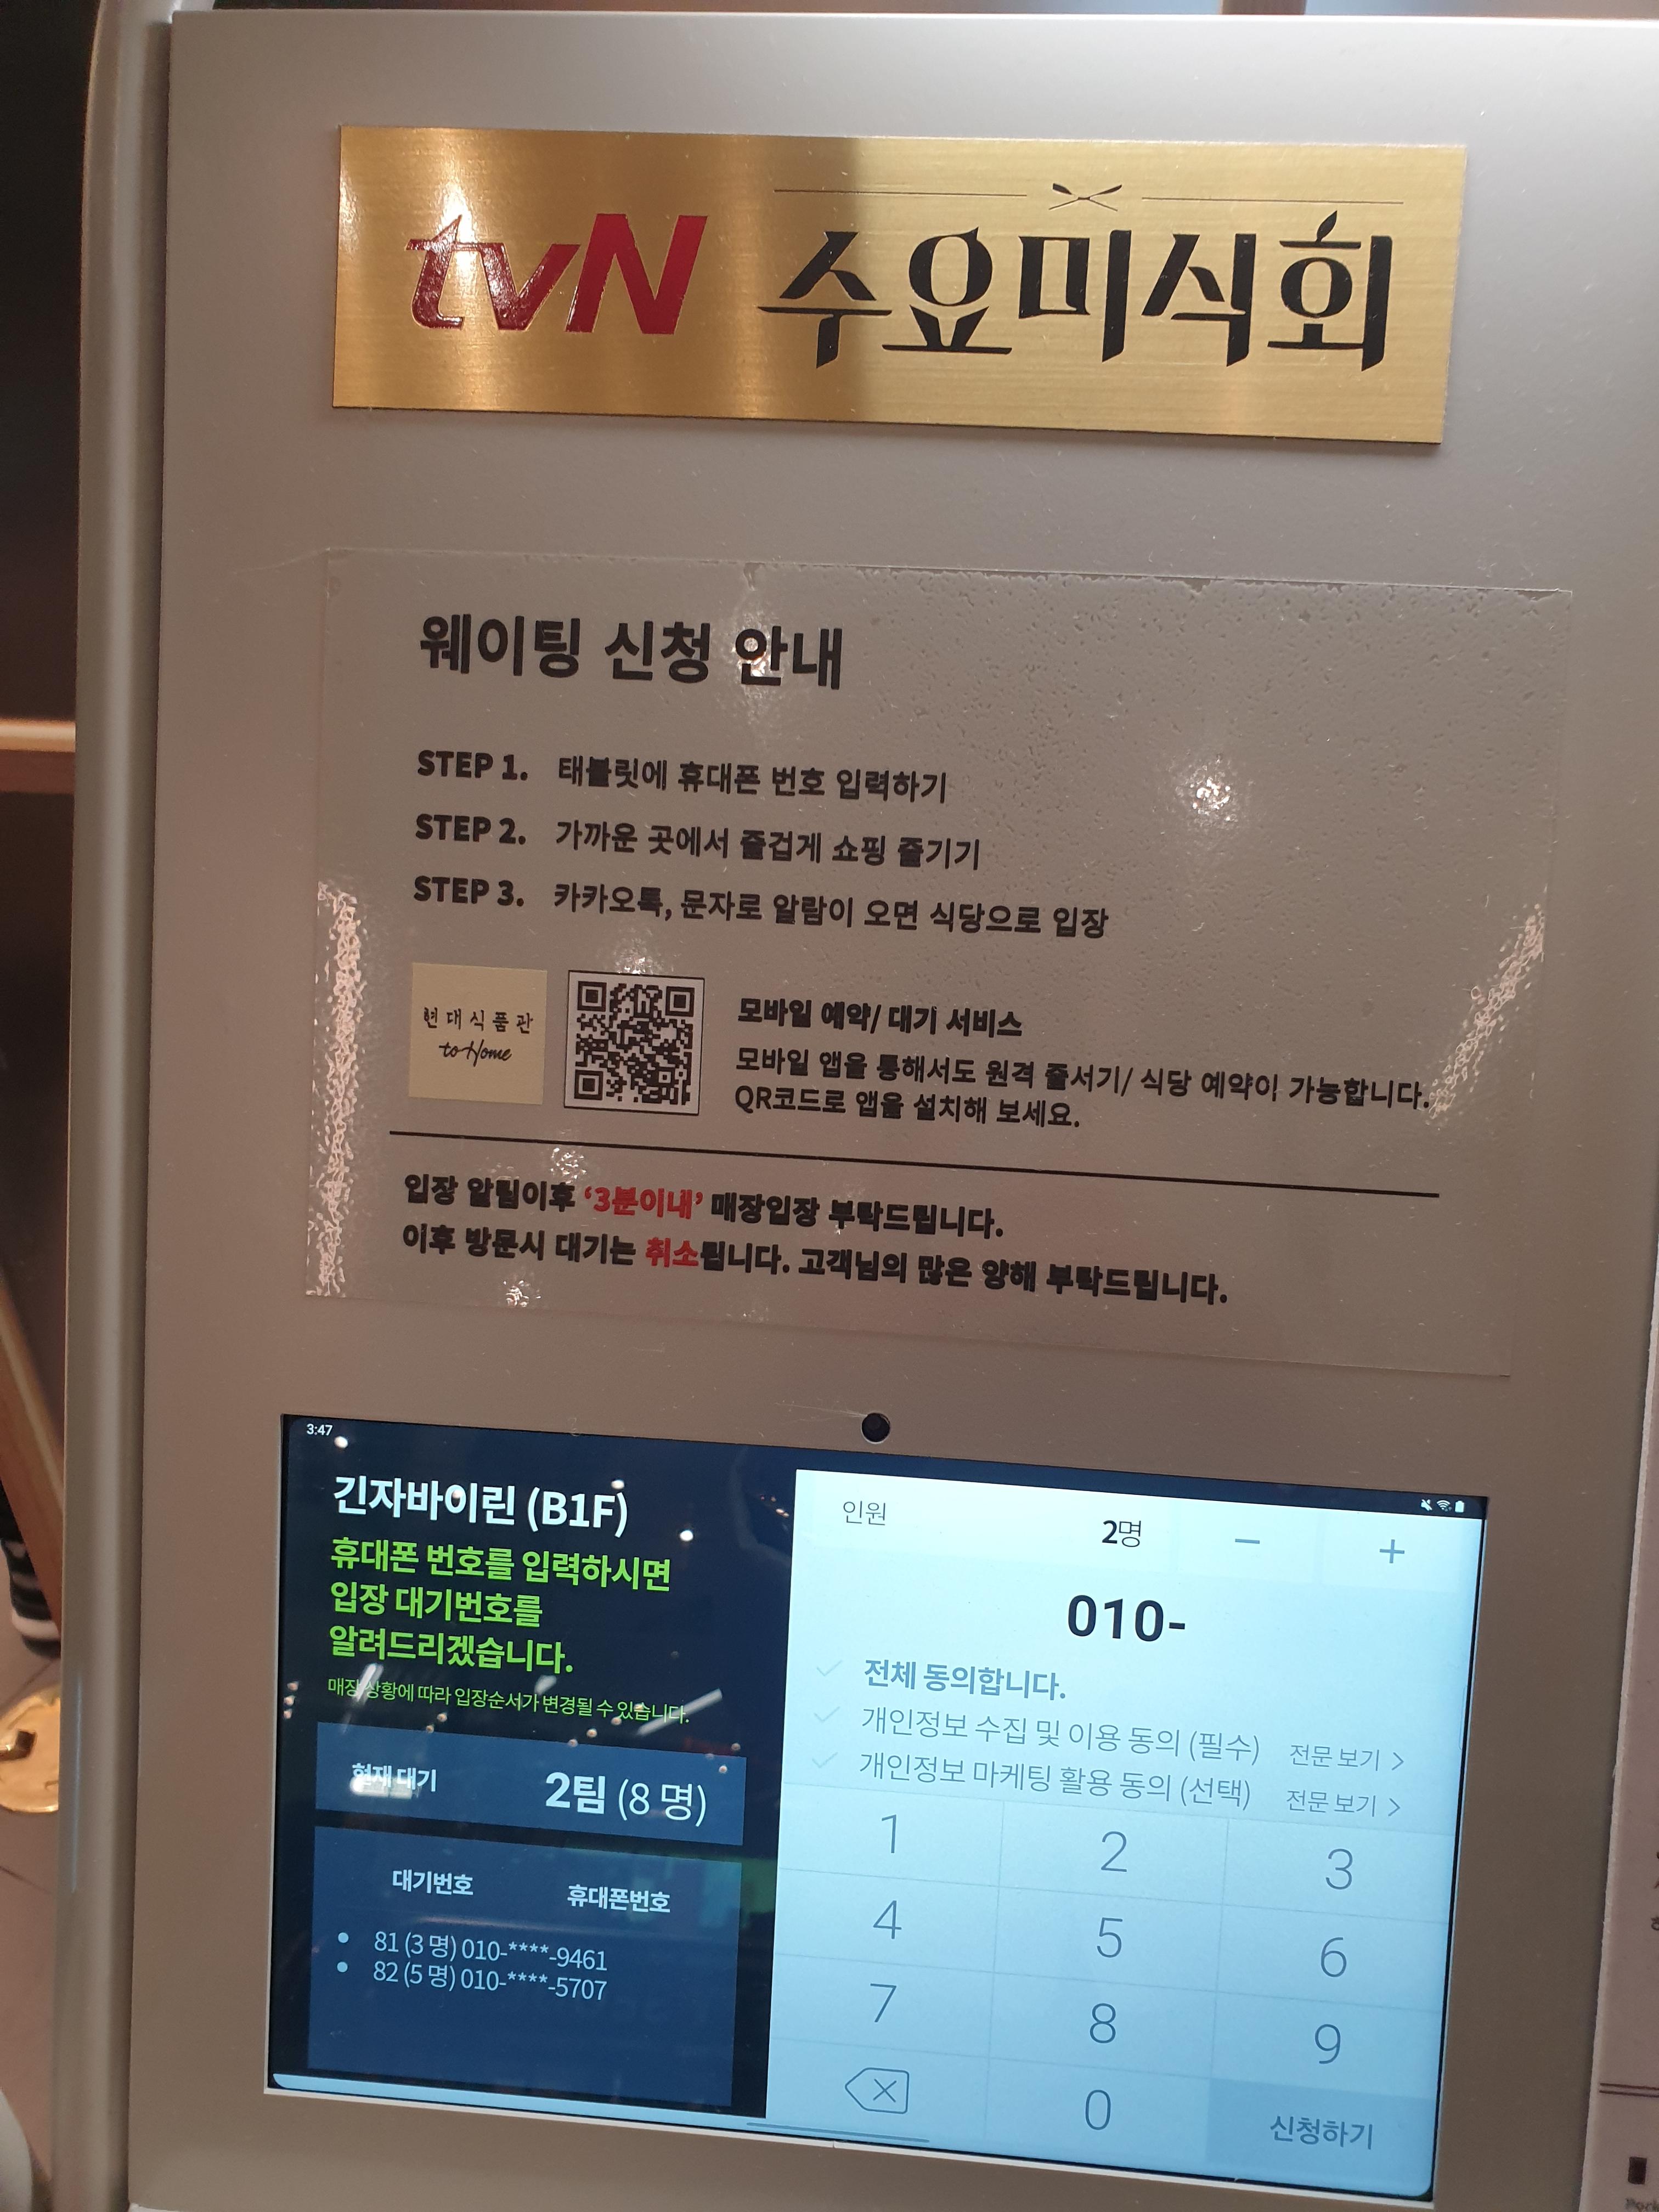 tvN 수요미식회
웨이팅 신청 안내
STEP 1. 태블릿에 휴대폰 번호 입력하기
STEP 2. 가까운 곳에서 즐겁게 쇼핑 즐기기
STEP 3. 카카오톡, 문자로 알람이 오면 식당으로 입장
현대식품관
to Home
모바일 예약/ 대기 서비스
모바일 앱을 통해서도 원격 줄서기/ 식당 예약이 가능합니다.
QR코드로 앱을 설치해 보세요.
입장 알림이후 ‘3분이내’ 매장입장 부탁드립니다.
이후 방문시 대기는 취소됩니다. 고객님의 많은 양해 부탁드립니다.
3:47
긴자바이린 (B1F)
휴대폰 번호를 입력하시면
입장 대기번호를
알려드리겠습니다.
매장 상황에 따라 입장순서가 변경될 수 있습니다.
현재 대기 2팀 (8 명)
대기번호 휴대폰번호
81 (3 명) 010-****-9461
82 (5 명) 010-****-5707
인원 2명 − +
010-
전체 동의합니다.
개인정보 수집 및 이용 동의 (필수) 전문 보기 >
개인정보 마케팅 활용 동의 (선택) 전문 보기 >
1 2 3
4 5 6
7 8 9
0 신청하기